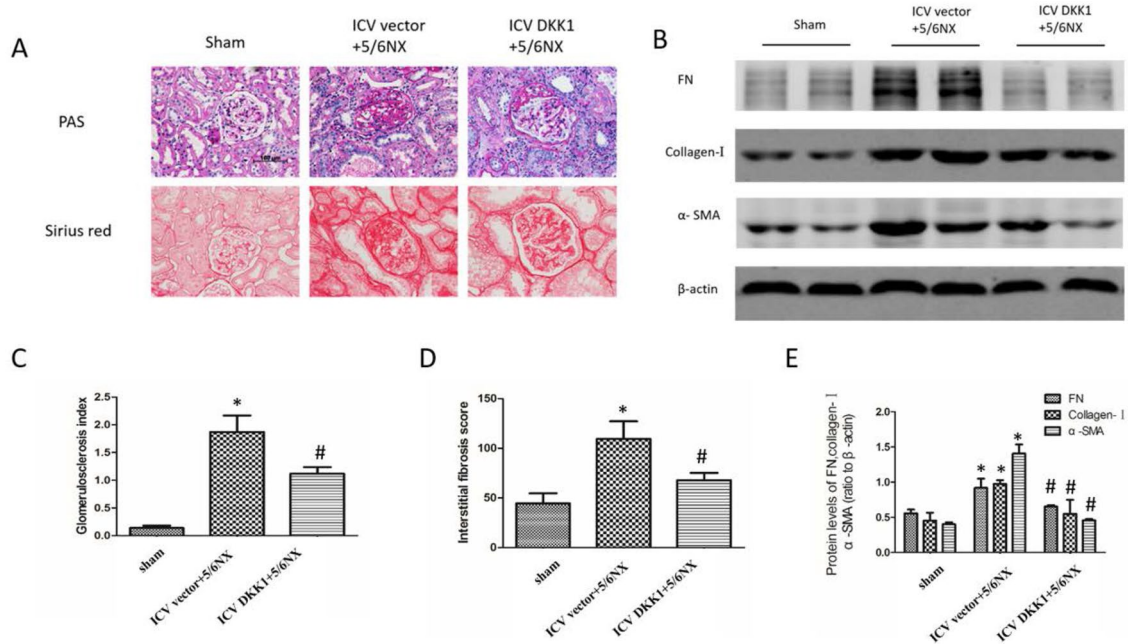 A
Sham
ICV vector
+5/6NX
ICV DKK1
+5/6NX
PAS
Sirius red
B
Sham
ICV vector
+5/6NX
ICV DKK1
+5/6NX
FN
Collagen-I
α- SMA
β-actin
C
Glomerulosclerosis index
2.5
2.0
1.5
1.0
0.5
0.0
*
#
sham
ICV vector+5/6NX
ICV DKK1+5/6NX
D
Interstitial fibrosis score
150
100
50
0
*
#
sham
ICV vector+5/6NX
ICV DKK1+5/6NX
E
Protein levels of FN,collagen- I
α -SMA (ratio to β -actin)
2.0
1.5
1.0
0.5
0.0
FN
Collagen- I
α -SMA
* * *
# # #
sham
ICV vector+5/6NX
ICV DKK1+5/6NX